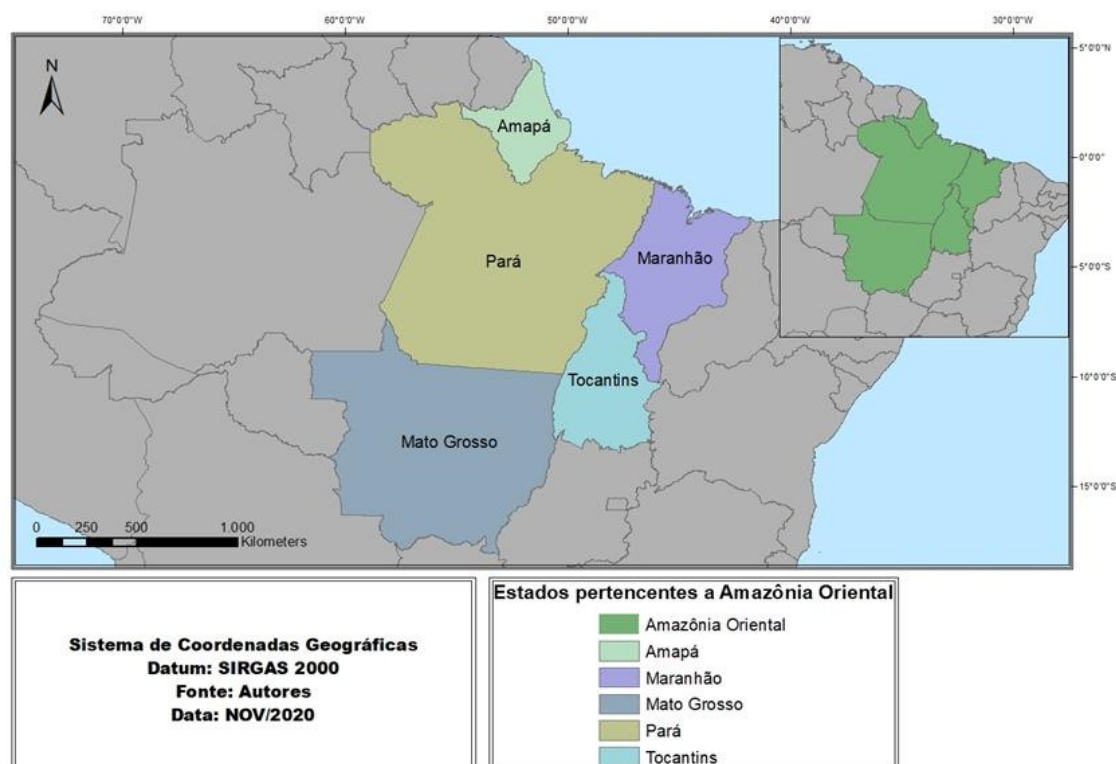 70°0'0"W 60°0'0"W 50°0'0"W 40°0'0"W 30°0'0"W
5°0'0"N
N
Amapá
0°0'0"
Pará
Maranhão
5°0'0"S
Tocantins
10°0'0"S
Mato Grosso
15°0'0"S
0 250 500 1.000
Kilometers
Sistema de Coordenadas Geográficas
Datum: SIRGAS 2000
Fonte: Autores
Data: NOV/2020
Estados pertencentes a Amazônia Oriental
Amazônia Oriental
Amapá
Maranhão
Mato Grosso
Pará
Tocantins